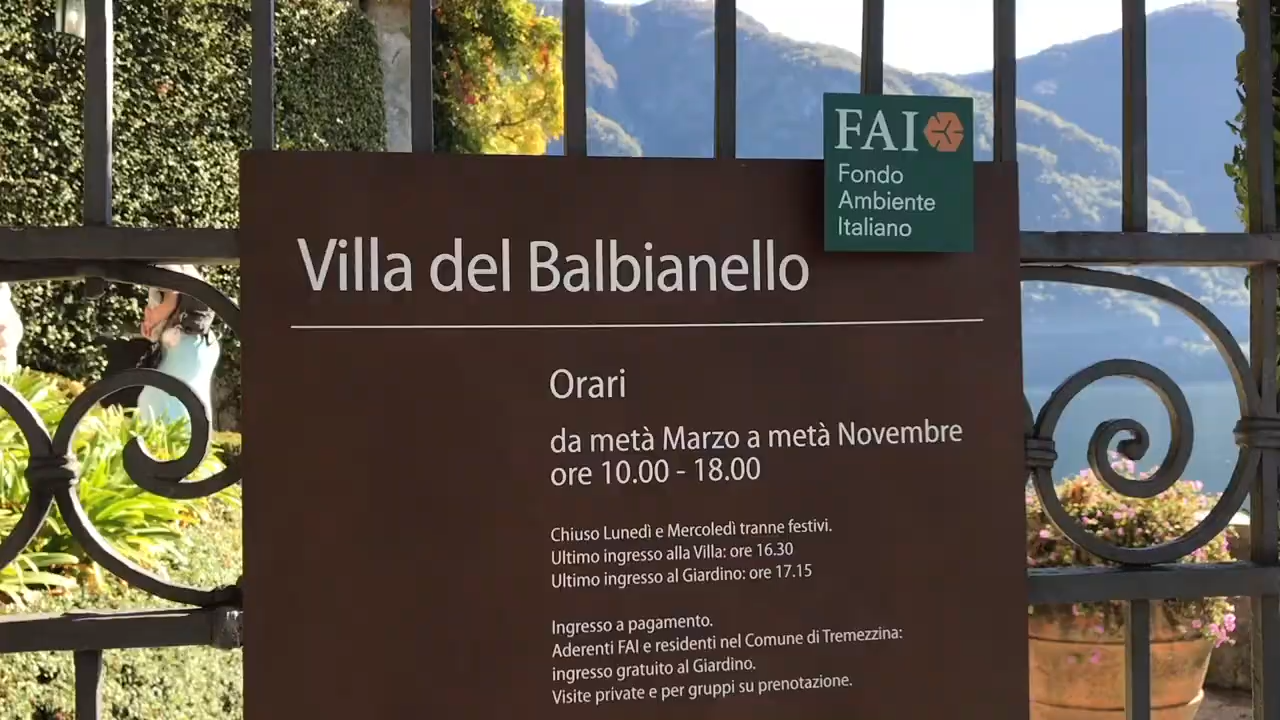 FAI
Fondo
Ambiente
Italiano
Villa del Balbianello
Orari
da metà Marzo a metà Novembre
ore 10.00 - 18.00
Chiuso Lunedì e Mercoledì tranne festivi.
Ultimo ingresso alla Villa: ore 16.30
Ultimo ingresso al Giardino: ore 17.15
Ingresso a pagamento.
Aderenti FAI e residenti nel Comune di Tremezzina:
ingresso gratuito al Giardino.
Visite private e per gruppi su prenotazione.